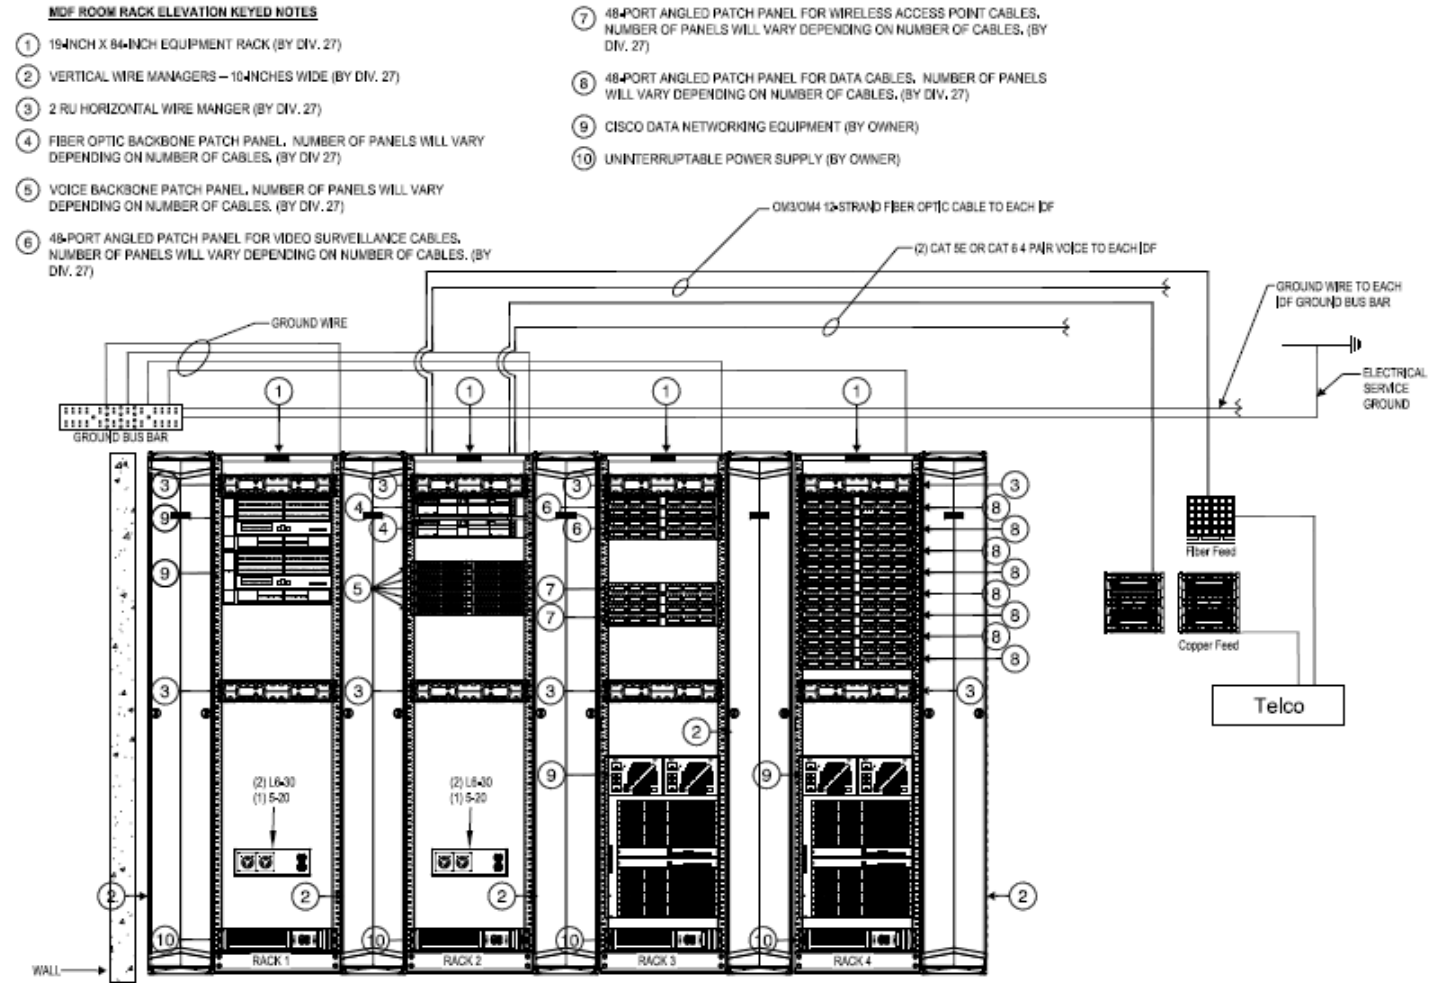 MDF ROOM RACK ELEVATION KEYED NOTES
1 19-INCH X 84-INCH EQUIPMENT RACK (BY DIV. 27)
2 VERTICAL WIRE MANAGERS – 10-INCHES WIDE (BY DIV. 27)
3 2 RU HORIZONTAL WIRE MANGER (BY DIV. 27)
4 FIBER OPTIC BACKBONE PATCH PANEL. NUMBER OF PANELS WILL VARY
DEPENDING ON NUMBER OF CABLES. (BY DIV 27)
5 VOICE BACKBONE PATCH PANEL. NUMBER OF PANELS WILL VARY
DEPENDING ON NUMBER OF CABLES. (BY DIV. 27)
6 48-PORT ANGLED PATCH PANEL FOR VIDEO SURVEILLANCE CABLES.
NUMBER OF PANELS WILL VARY DEPENDING ON NUMBER OF CABLES. (BY
DIV. 27)
7 48-PORT ANGLED PATCH PANEL FOR WIRELESS ACCESS POINT CABLES.
NUMBER OF PANELS WILL VARY DEPENDING ON NUMBER OF CABLES. (BY
DIV. 27)
8 48-PORT ANGLED PATCH PANEL FOR DATA CABLES. NUMBER OF PANELS
WILL VARY DEPENDING ON NUMBER OF CABLES. (BY DIV. 27)
9 CISCO DATA NETWORKING EQUIPMENT (BY OWNER)
10 UNINTERRUPTABLE POWER SUPPLY (BY OWNER)
OM3/OM4 12-STRAND FIBER OPTIC CABLE TO EACH IDF
(2) CAT 5E OR CAT 6 4 PAIR VOICE TO EACH IDF
GROUND WIRE TO EACH
IDF GROUND BUS BAR
GROUND WIRE
ELECTRICAL
SERVICE
GROUND
1 1 1 1
GROUND BUS BAR
3 3 3 3
9 4 6 8
4 6 8
8
9 8
5 7 8
7 8
8
8
Fiber Feed
Copper Feed
3 3 3 3
Telco
2
9 9
(2) L6-30
(1) 5-20
(2) L6-30
(1) 5-20
2 2 2 2
10 10 10 10
RACK 1 RACK 2 RACK 3 RACK 4
WALL